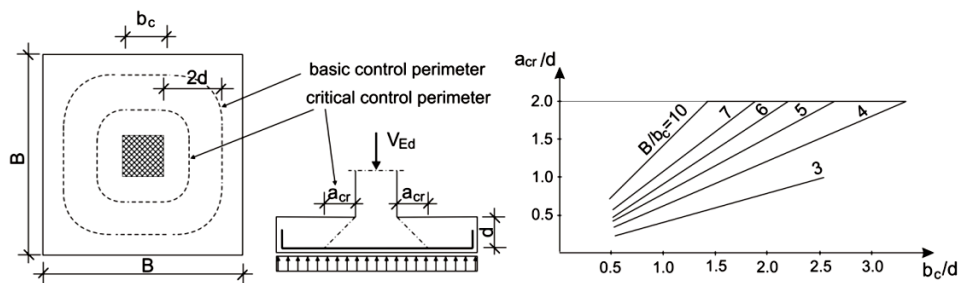 b_c
2d
basic control perimeter
critical control perimeter
B
B
V_Ed
a_cr
a_cr
d
a_cr/d
2.0
1.5
1.0
0.5
B/b_c=10
7
6
5
4
3
0.5
1.0
1.5
2.0
2.5
3.0
b_c/d